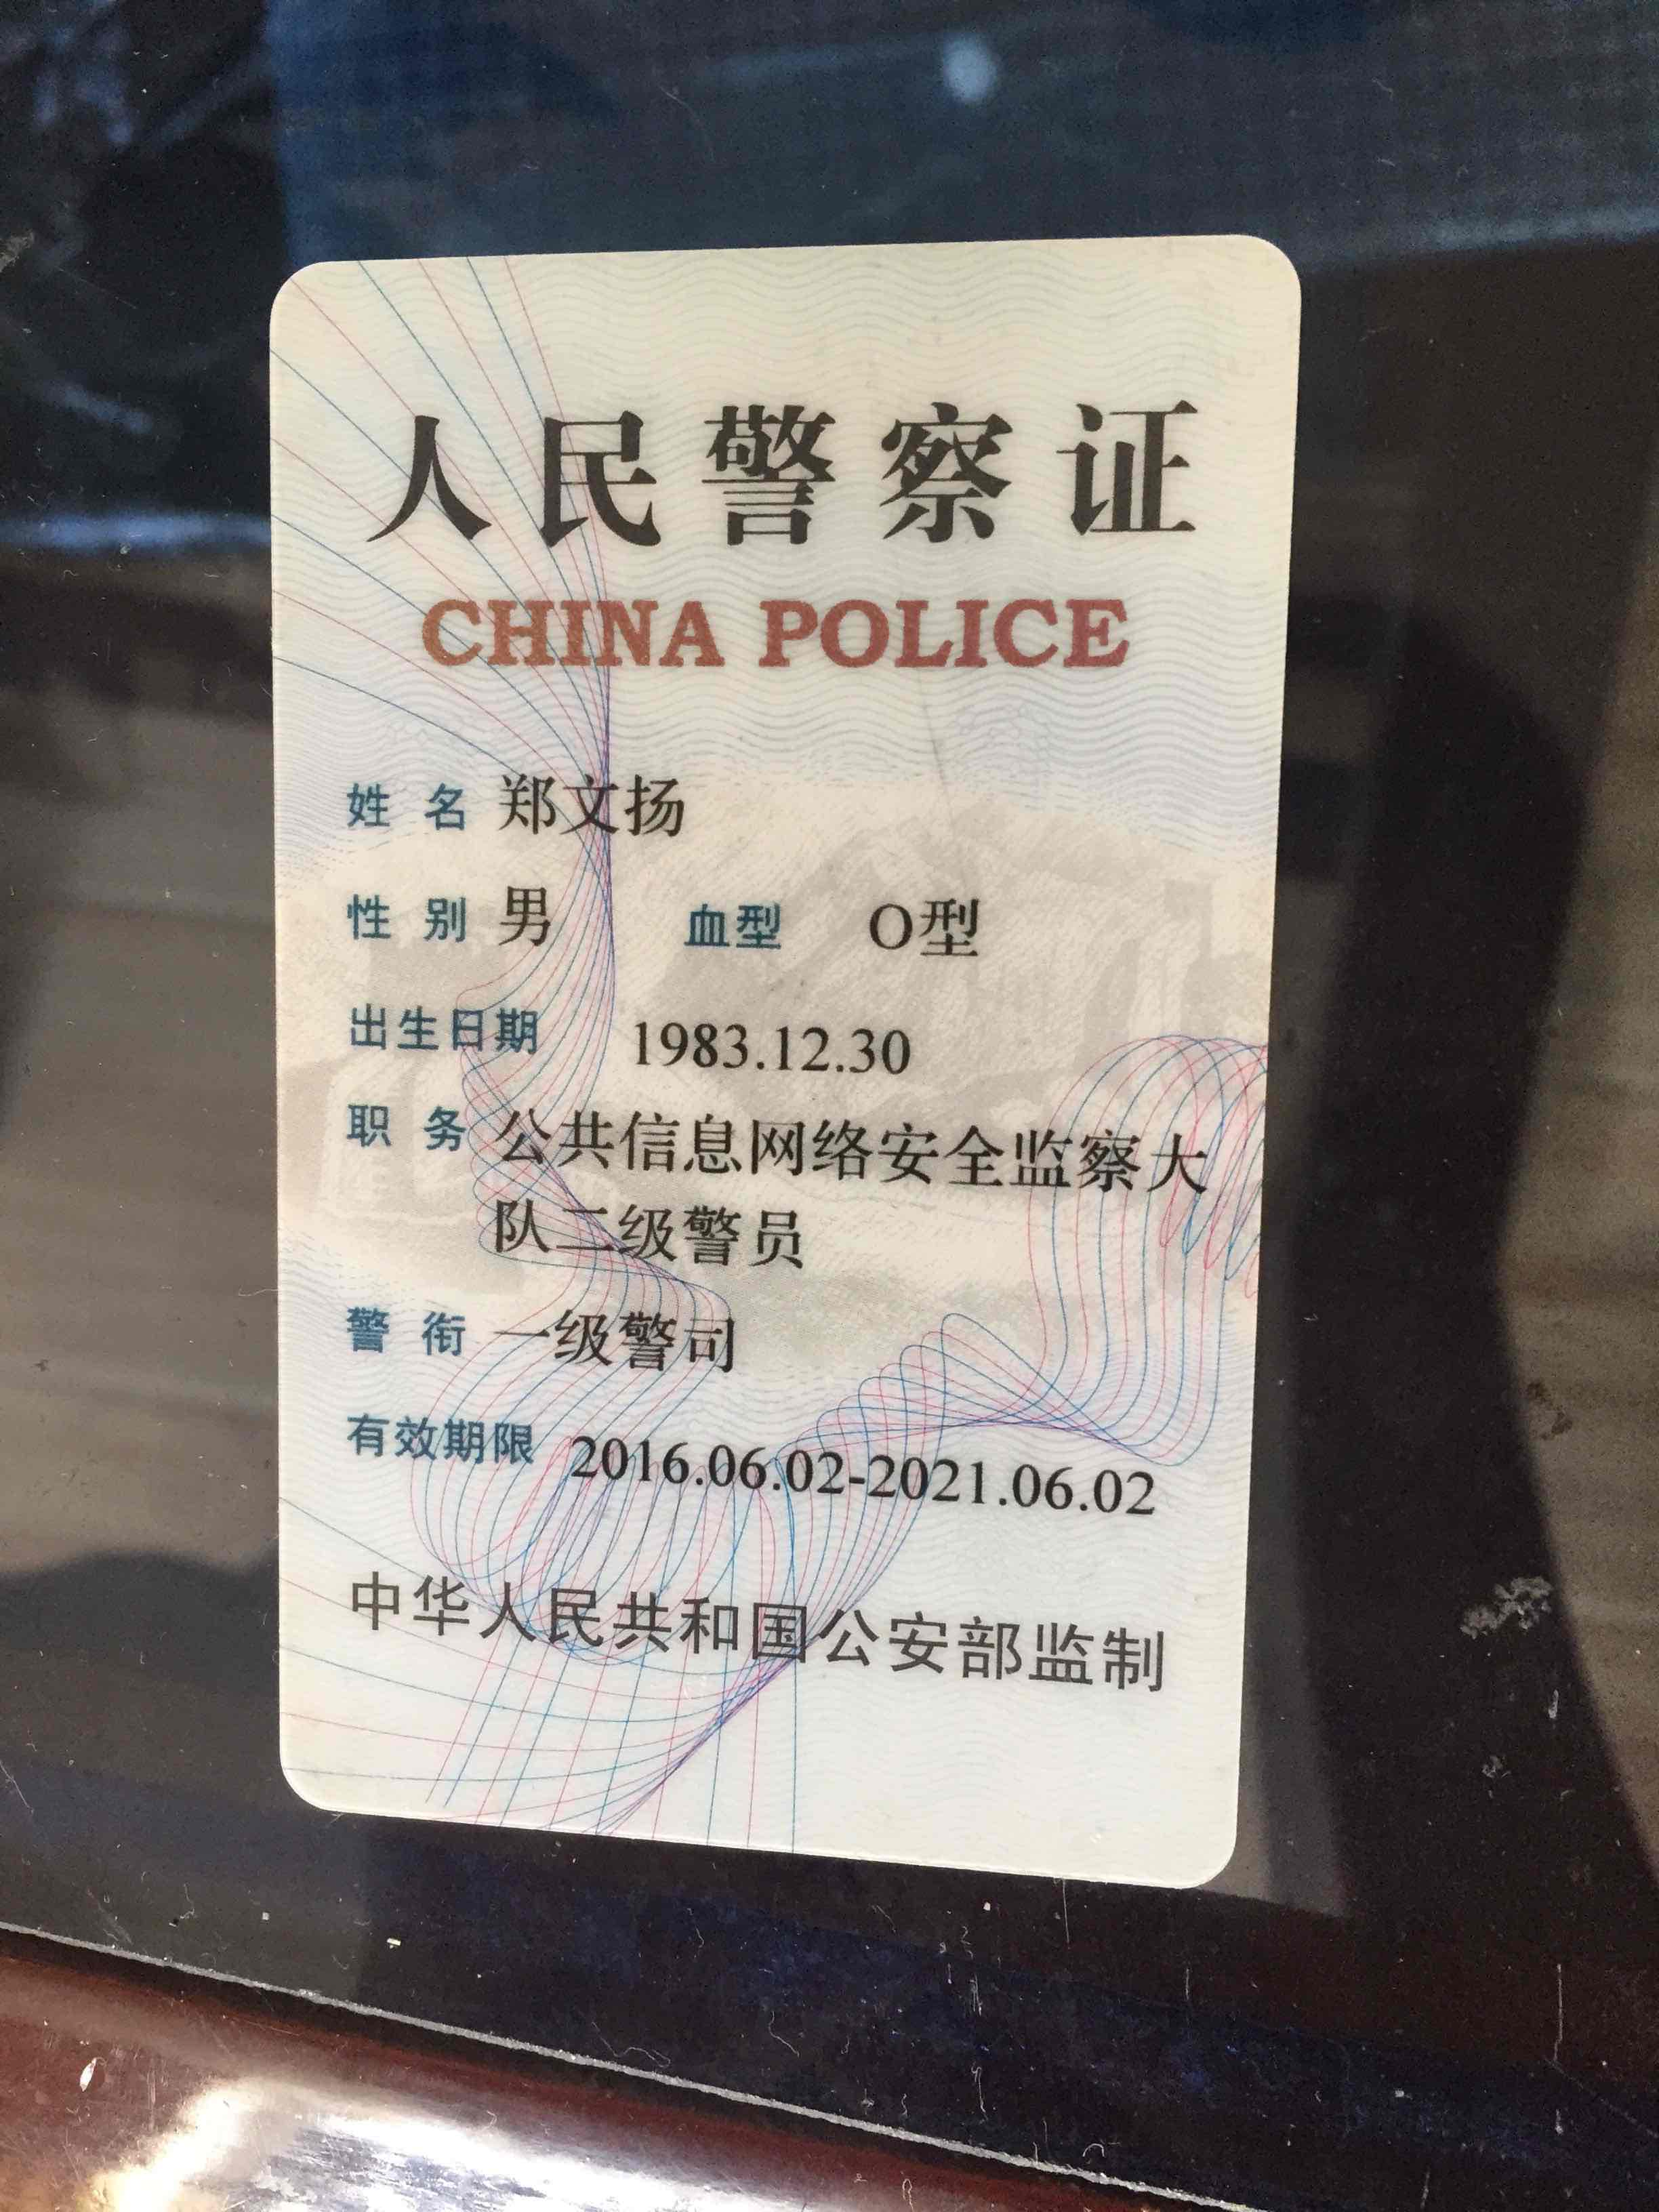 人民警察证
CHINA POLICE
姓 名 郑文扬
性 别 男 血型 O型
出生日期 1983.12.30
职 务 公共信息网络安全监察大
队二级警员
警 衔 一级警司
有效期限 2016.06.02-2021.06.02
中华人民共和国公安部监制